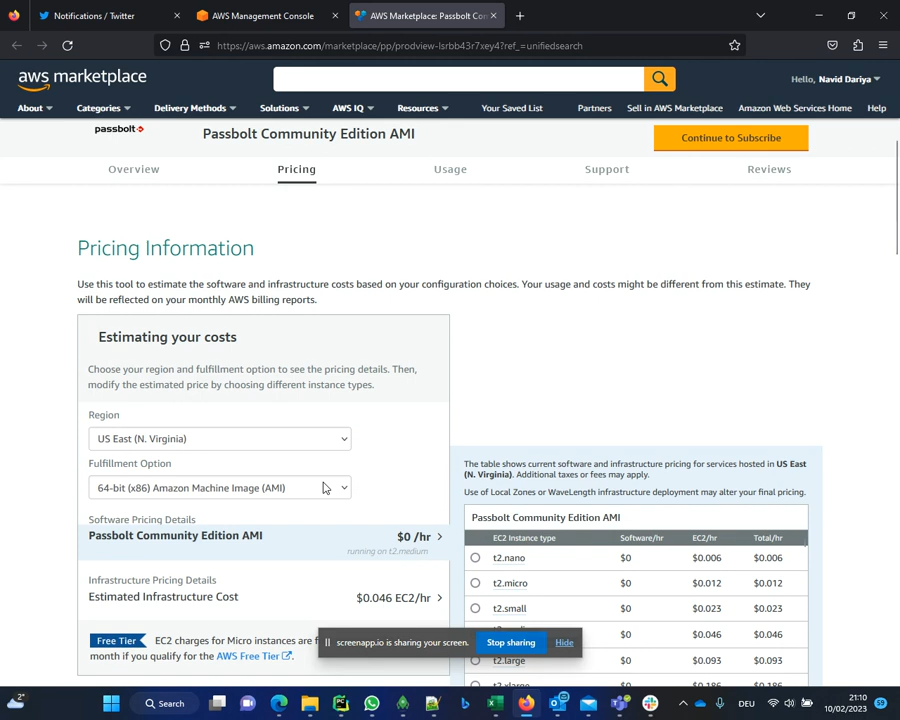 Notifications / Twitter
AWS Management Console
AWS Marketplace: Passbolt Con
https://aws.amazon.com/marketplace/pp/prodview-lsrbb43r7xey4?ref_=unifiedsearch
aws marketplace
Hello, Navid Dariya
About
Categories
Delivery Methods
Solutions
AWS IQ
Resources
Your Saved List
Partners
Sell in AWS Marketplace
Amazon Web Services Home
Help
passbolt
Passbolt Community Edition AMI
Continue to Subscribe
Overview
Pricing
Usage
Support
Reviews
Pricing Information
Use this tool to estimate the software and infrastructure costs based on your configuration choices. Your usage and costs might be different from this estimate. They
will be reflected on your monthly AWS billing reports.
Estimating your costs
Choose your region and fulfillment option to see the pricing details. Then,
modify the estimated price by choosing different instance types.
Region
US East (N. Virginia)
Fulfillment Option
64-bit (x86) Amazon Machine Image (AMI)
Software Pricing Details
Passbolt Community Edition AMI
$0 /hr
running on t2.medium
Infrastructure Pricing Details
Estimated Infrastructure Cost
$0.046 EC2/hr
Free Tier EC2 charges for Micro instances are f
month if you qualify for the AWS Free Tier.
The table shows current software and infrastructure pricing for services hosted in US East
(N. Virginia). Additional taxes or fees may apply.
Use of Local Zones or WaveLength infrastructure deployment may alter your final pricing.
Passbolt Community Edition AMI
EC2 Instance type Software/hr EC2/hr Total/hr
t2.nano $0 $0.006 $0.006
t2.micro $0 $0.012 $0.012
t2.small $0 $0.023 $0.023
$0 $0.046 $0.046
t2.large $0 $0.093 $0.093
t2.xlarge $0 $0.186 $0.186
screenapp.io is sharing your screen.
Stop sharing
Hide
2°
Search
DEU
21:10
10/02/2023
59